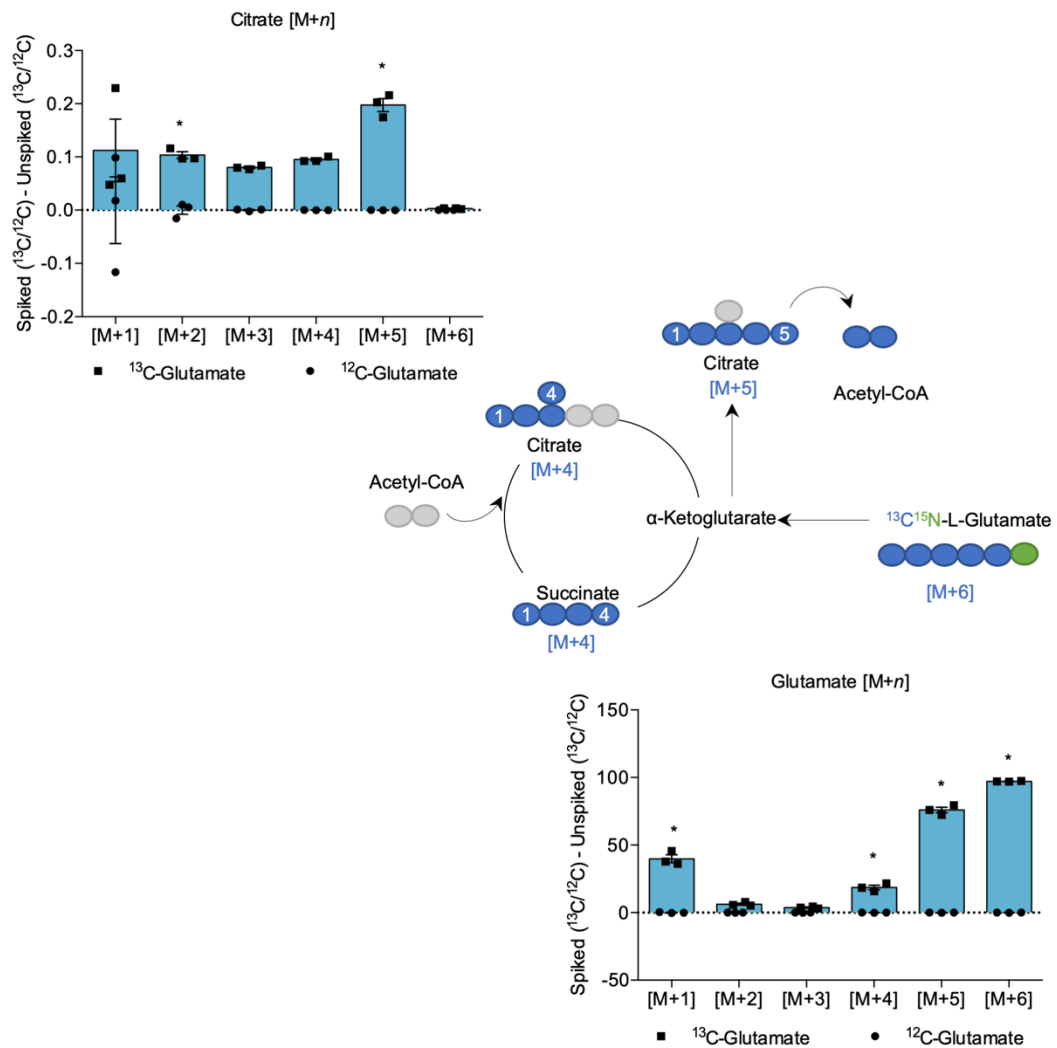 Citrate [M+n]
Spiked (¹³C/¹²C) - Unspiked (¹³C/¹²C)
0.3
0.2
0.1
0.0
-0.1
-0.2
*
*
[M+1] [M+2] [M+3] [M+4] [M+5] [M+6]
¹³C-Glutamate ¹²C-Glutamate
1 5
Citrate
[M+5]
Acetyl-CoA
4
1
Citrate
[M+4]
Acetyl-CoA
α-Ketoglutarate
¹³C¹⁵N-L-Glutamate
[M+6]
Succinate
1 4
[M+4]
Glutamate [M+n]
Spiked (¹³C/¹²C) - Unspiked (¹³C/¹²C)
150
100
50
0
-50
*
*
*
*
[M+1] [M+2] [M+3] [M+4] [M+5] [M+6]
¹³C-Glutamate ¹²C-Glutamate